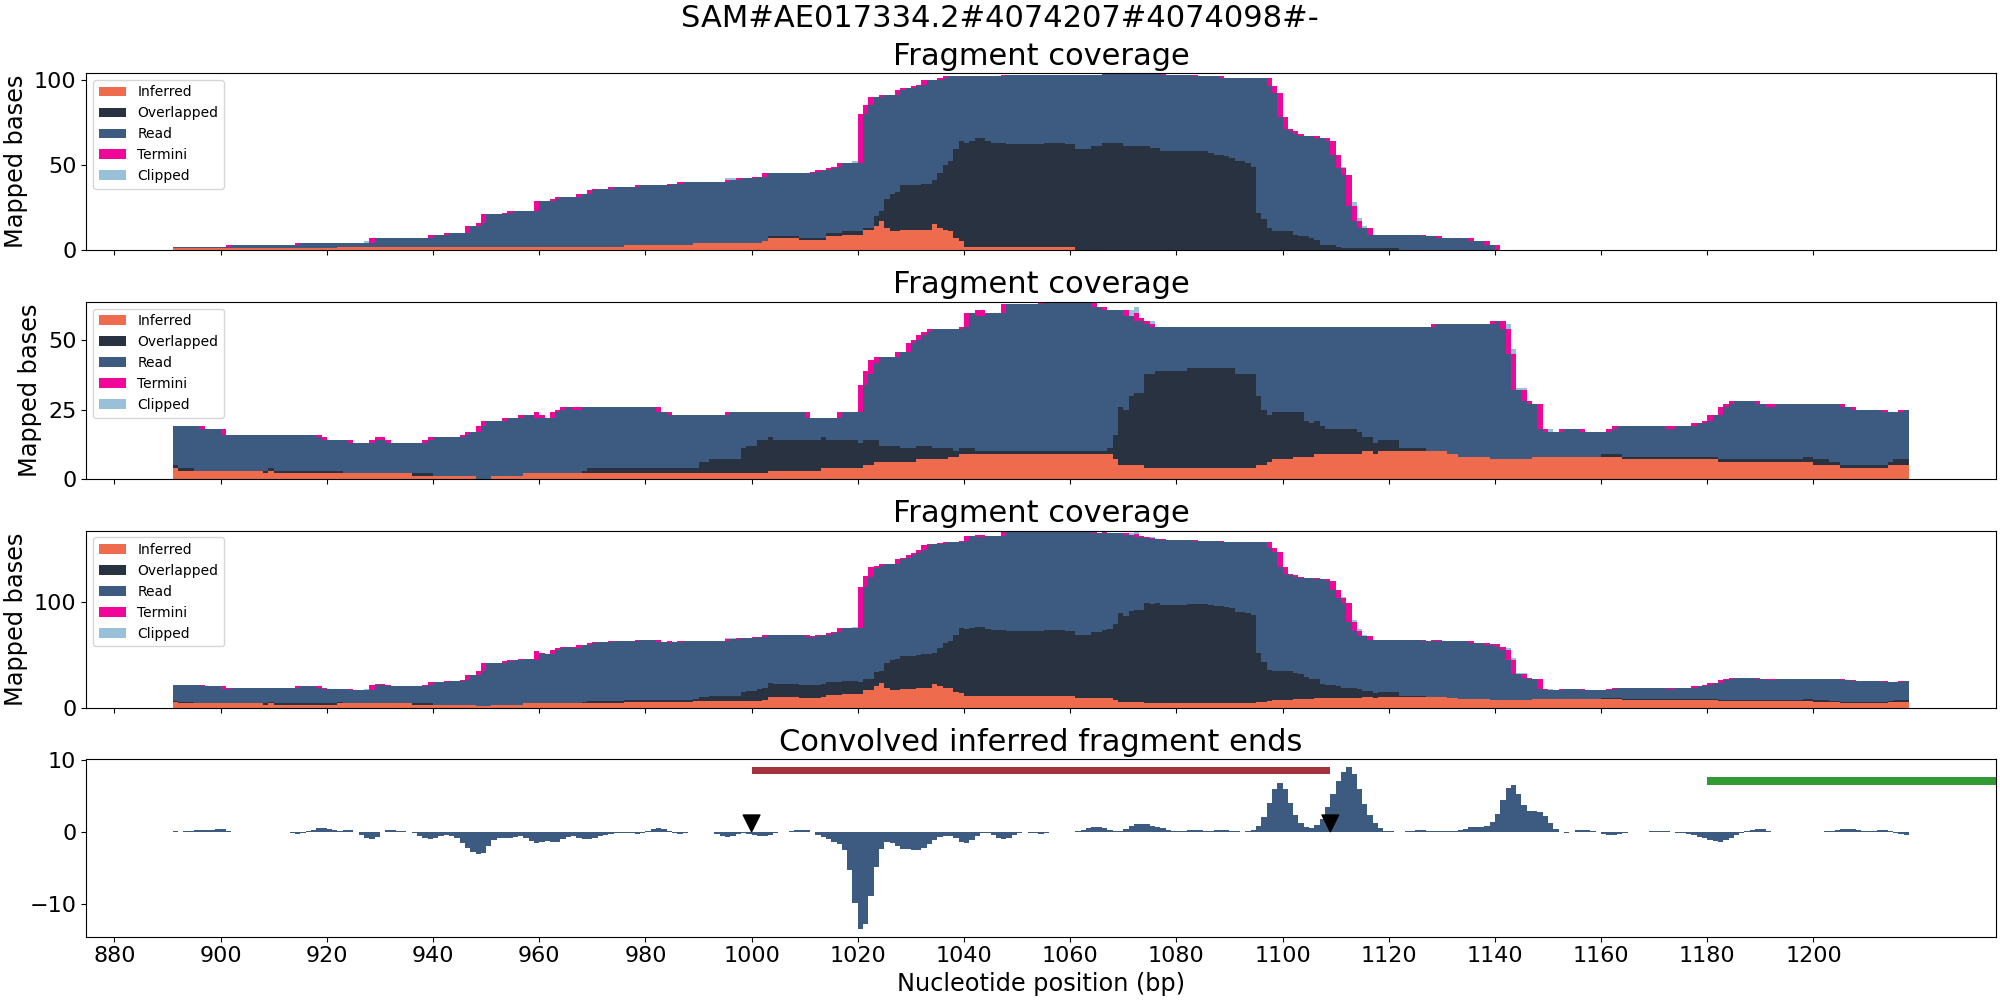 SAM#AE017334.2#4074207#4074098#-
Fragment coverage
Mapped bases
100
50
0
Inferred
Overlapped
Read
Termini
Clipped
Fragment coverage
Mapped bases
50
25
0
Inferred
Overlapped
Read
Termini
Clipped
Fragment coverage
Mapped bases
100
0
Inferred
Overlapped
Read
Termini
Clipped
Convolved inferred fragment ends
10
0
−10
880 900 920 940 960 980 1000 1020 1040 1060 1080 1100 1120 1140 1160 1180 1200
Nucleotide position (bp)